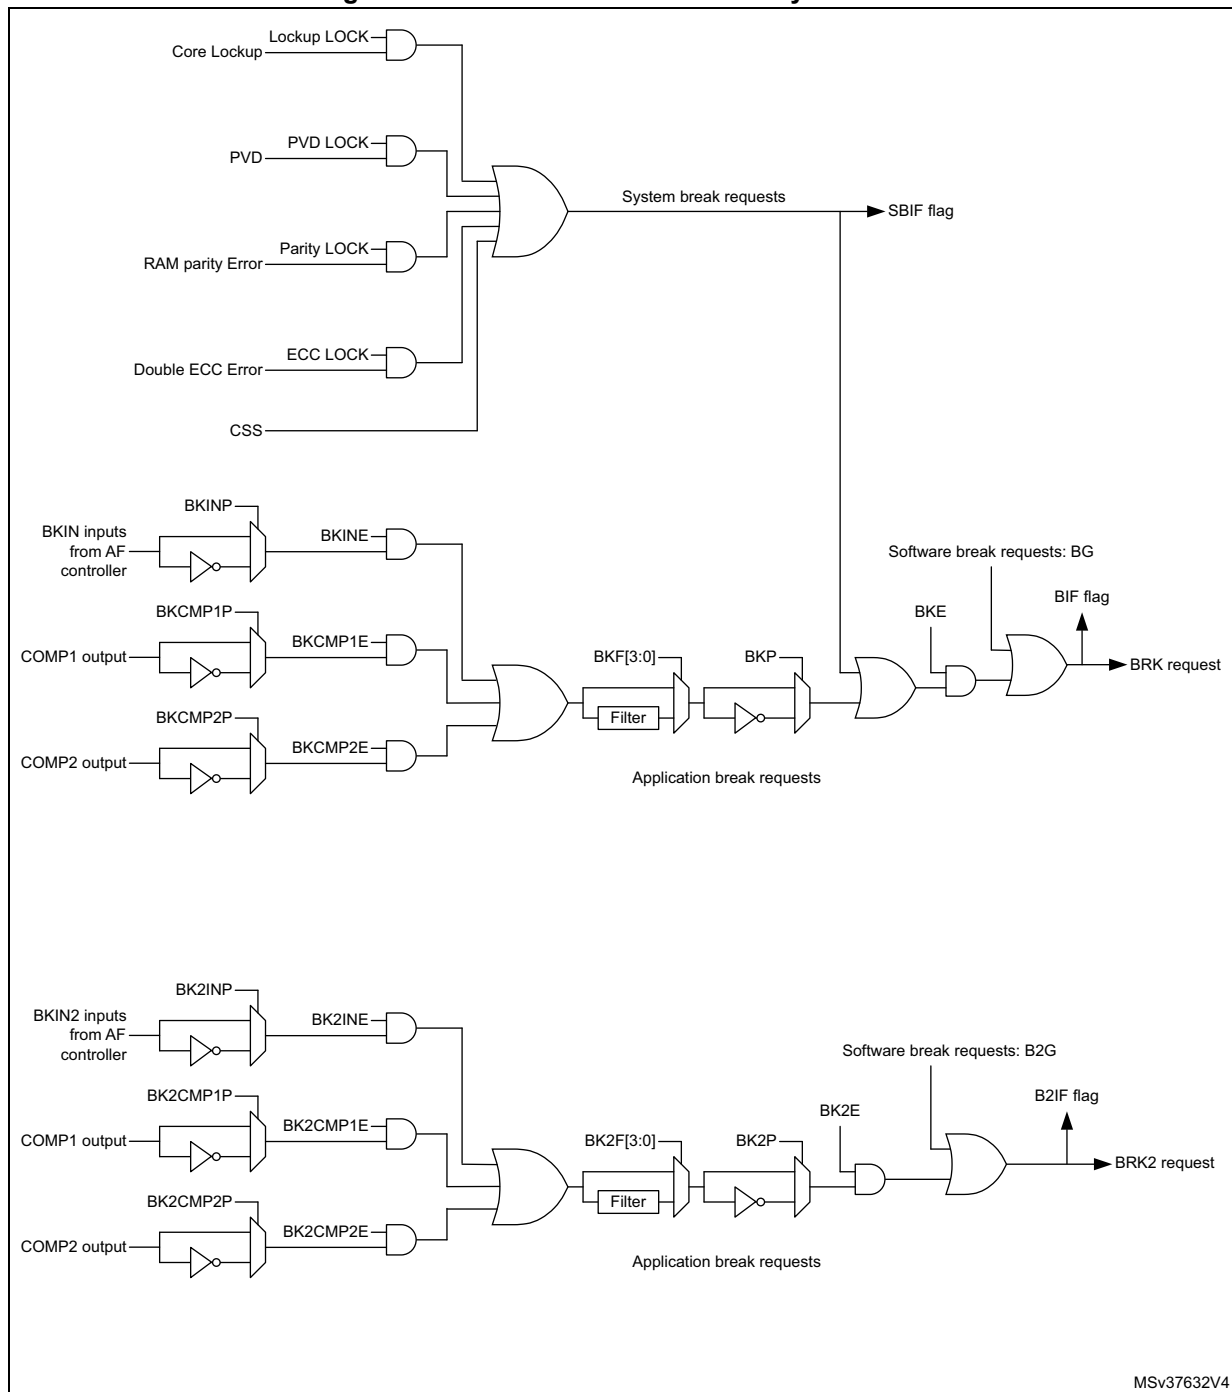 Lockup LOCK
Core Lockup
PVD LOCK
PVD
System break requests
SBIF flag
Parity LOCK
RAM parity Error
ECC LOCK
Double ECC Error
CSS
BKINP
BKIN inputs
from AF
controller
BKINE
Software break requests: BG
BIF flag
BKCMP1P
BKCMP1E
BKE
COMP1 output
BKF[3:0]
BKP
BRK request
BKCMP2P
Filter
BKCMP2E
COMP2 output
Application break requests
BK2INP
BKIN2 inputs
from AF
controller
BK2INE
Software break requests: B2G
B2IF flag
BK2CMP1P
BK2CMP1E
BK2E
COMP1 output
BK2F[3:0]
BK2P
BRK2 request
BK2CMP2P
Filter
BK2CMP2E
COMP2 output
Application break requests
MSv37632V4